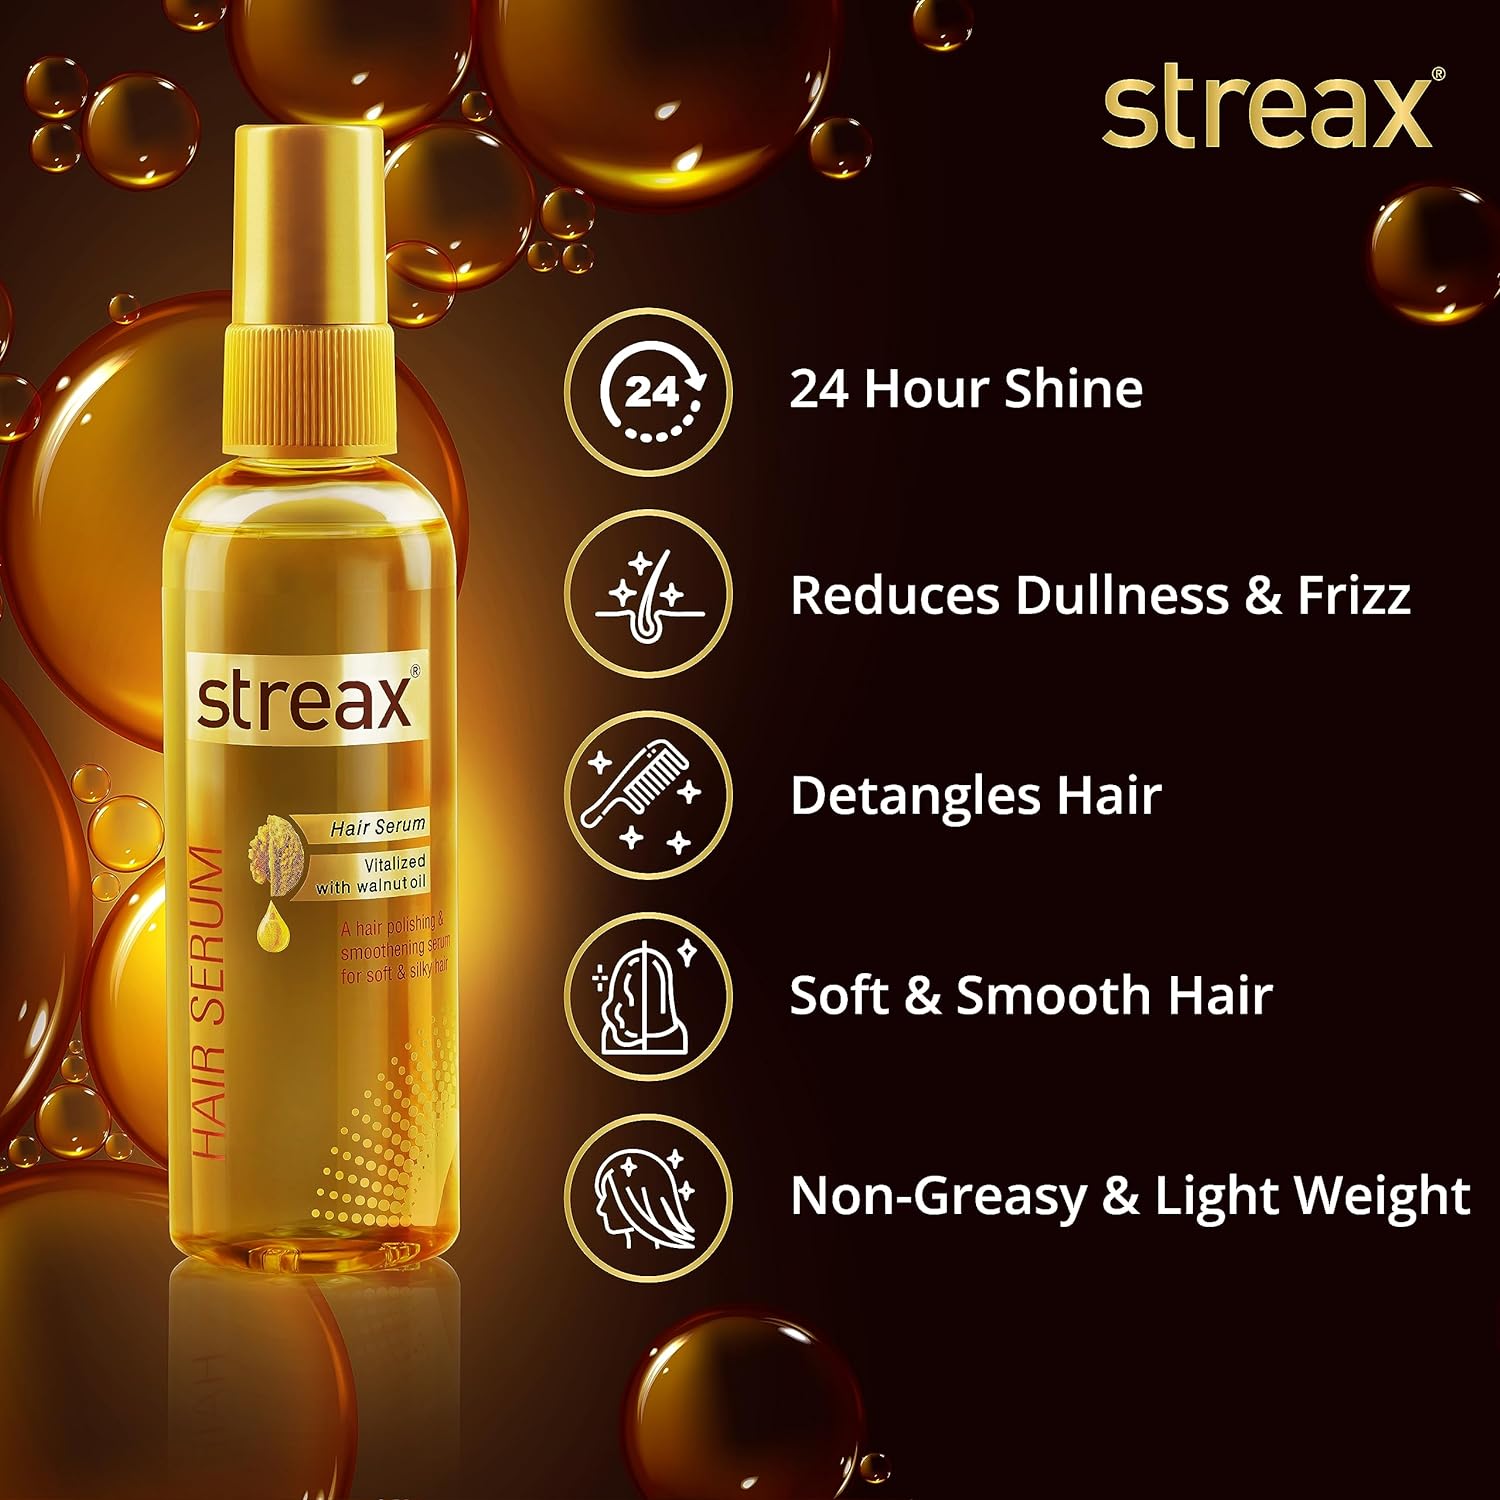 streax®
24
24 Hour Shine
Reduces Dullness & Frizz
Detangles Hair
Soft & Smooth Hair
Non-Greasy & Light Weight
streax®
Hair Serum
Vitalized
with walnut oil
A hair polishing &
smoothening serum
for soft & silky hair
HAIR SERUM